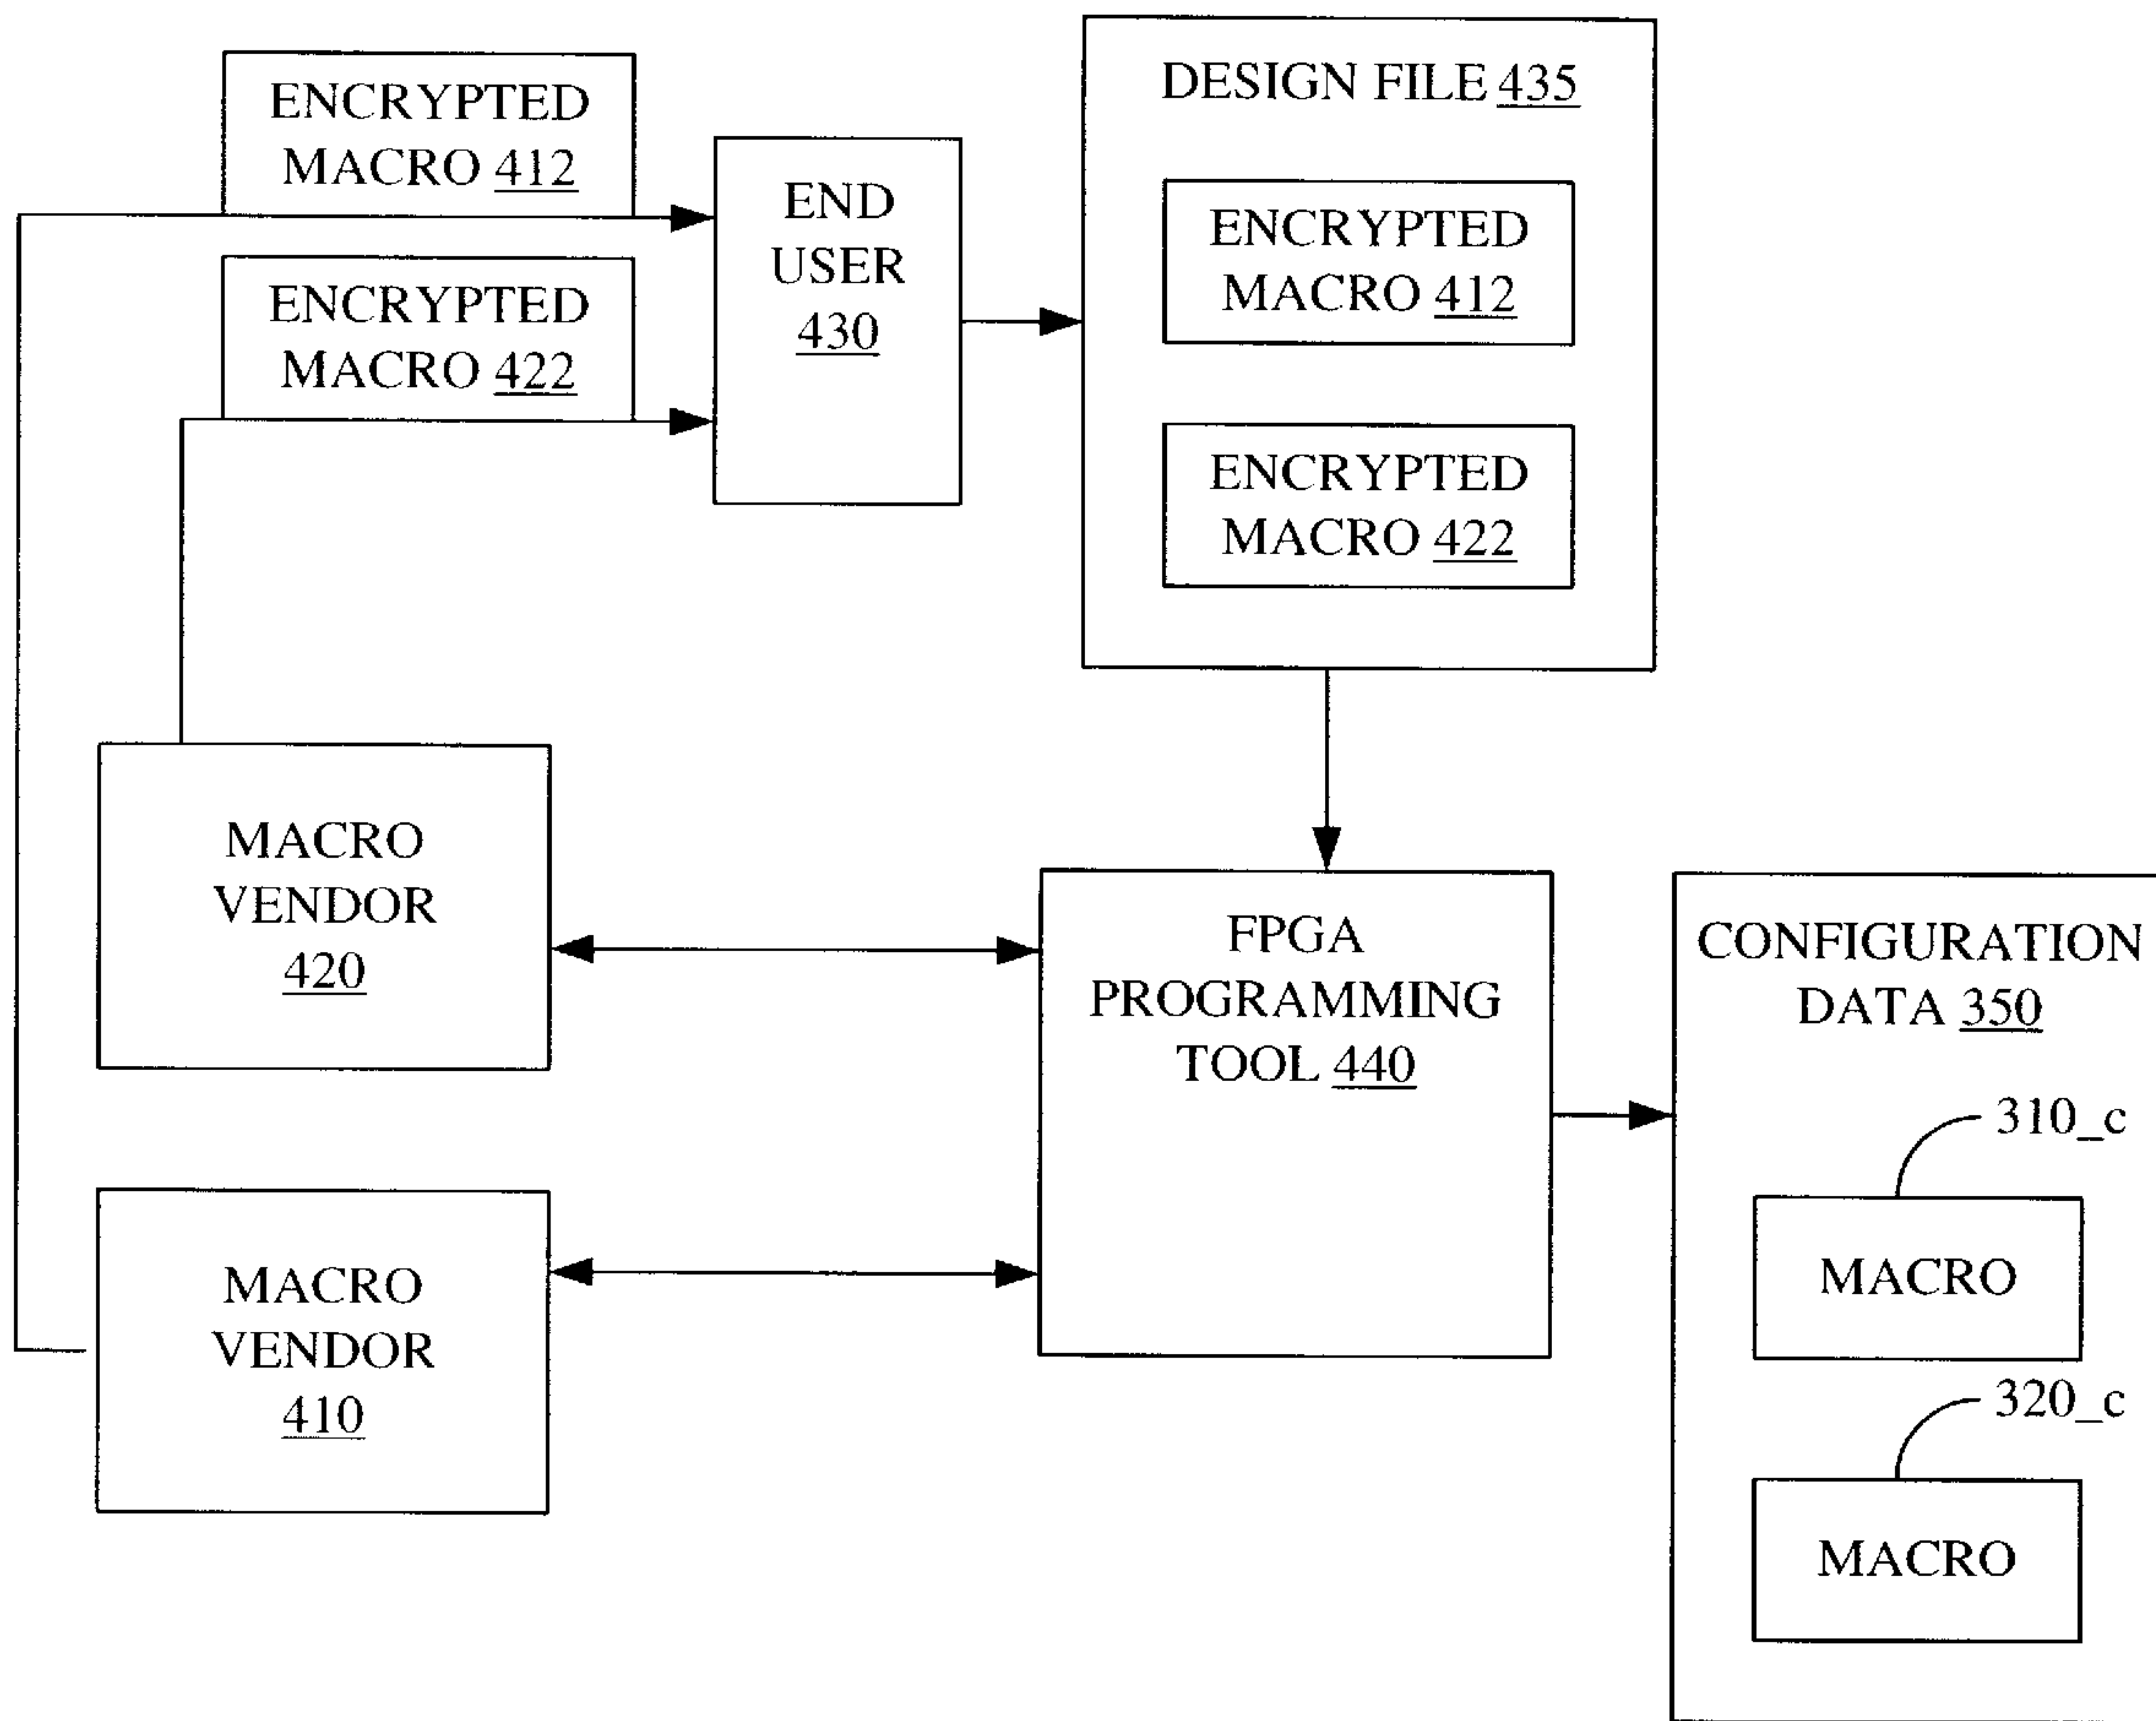 ENCRYPTED
MACRO 412
ENCRYPTED
MACRO 422
END
USER
430
DESIGN FILE 435
ENCRYPTED
MACRO 412
ENCRYPTED
MACRO 422
MACRO
VENDOR
420
MACRO
VENDOR
410
FPGA
PROGRAMMING
TOOL 440
CONFIGURATION
DATA 350
310_c
MACRO
320_c
MACRO